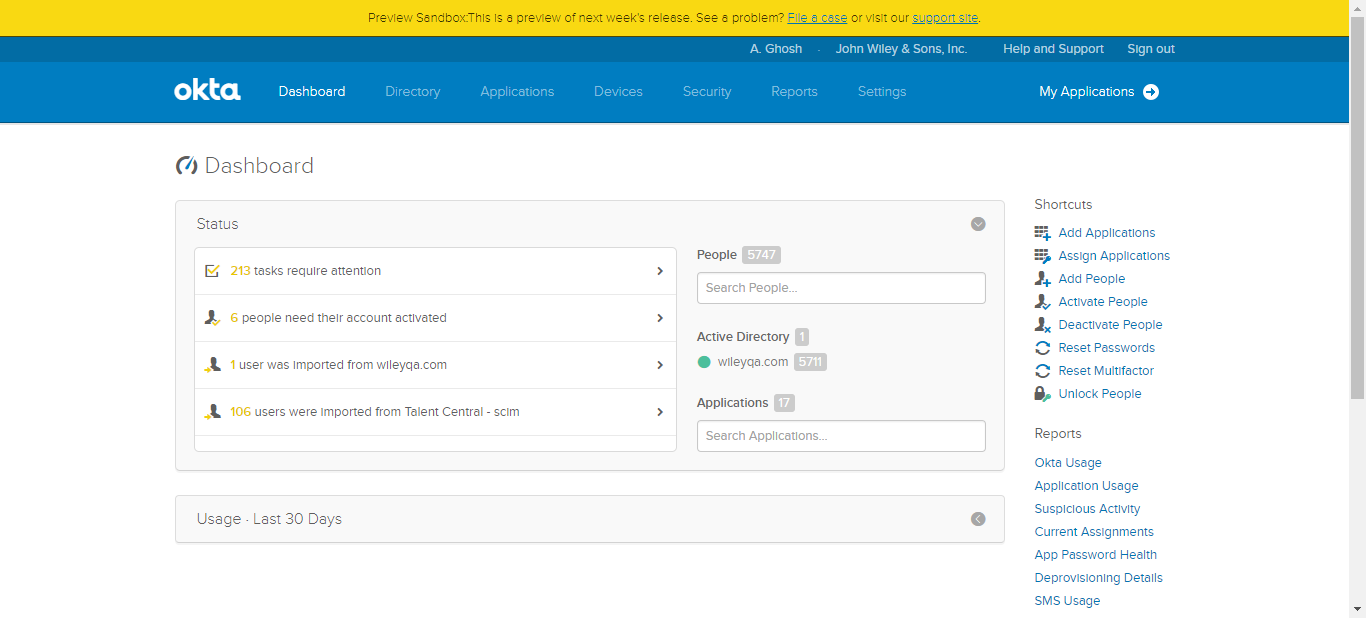 Preview Sandbox:This is a preview of next week's release. See a problem? File a case or visit our support site.
A. Ghosh · John Wiley & Sons, Inc. Help and Support Sign out
okta Dashboard Directory Applications Devices Security Reports Settings My Applications
Dashboard
Status
213 tasks require attention
6 people need their account activated
1 user was imported from wileyqa.com
106 users were imported from Talent Central - scim
People 5747
Search People...
Active Directory 1
wileyqa.com 5711
Applications 17
Search Applications...
Usage · Last 30 Days
Shortcuts
Add Applications
Assign Applications
Add People
Activate People
Deactivate People
Reset Passwords
Reset Multifactor
Unlock People
Reports
Okta Usage
Application Usage
Suspicious Activity
Current Assignments
App Password Health
Deprovisioning Details
SMS Usage